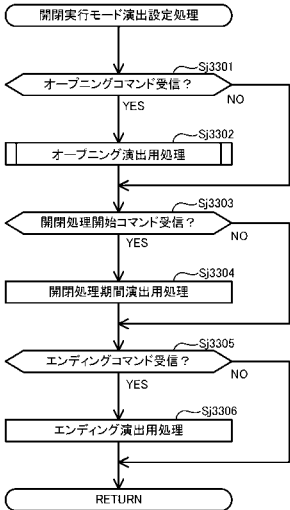 開閉実行モード演出設定処理
Sj3301
オープニングコマンド受信？
YES
NO
Sj3302
オープニング演出用処理
Sj3303
開閉処理開始コマンド受信？
YES
NO
Sj3304
開閉処理期間演出用処理
Sj3305
エンディングコマンド受信？
YES
NO
Sj3306
エンディング演出用処理
RETURN